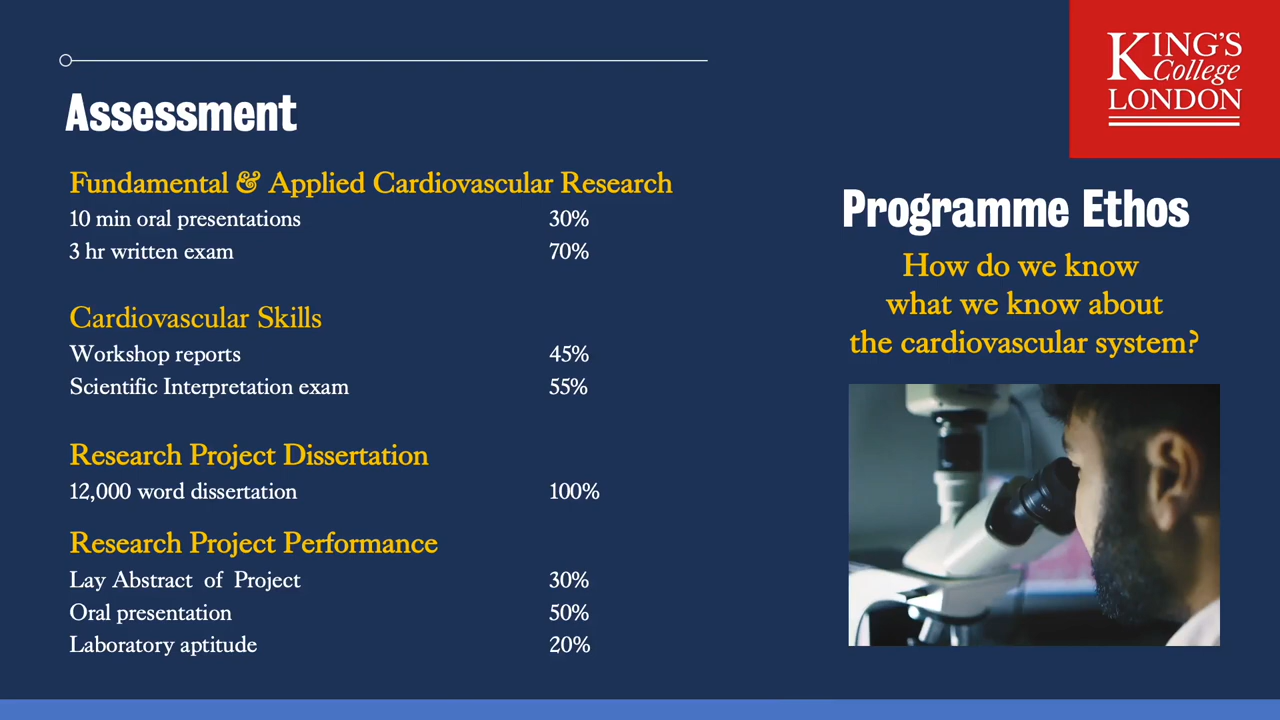 Assessment
Fundamental & Applied Cardiovascular Research
10 min oral presentations 30%
3 hr written exam 70%
Cardiovascular Skills
Workshop reports 45%
Scientific Interpretation exam 55%
Research Project Dissertation
12,000 word dissertation 100%
Research Project Performance
Lay Abstract of Project 30%
Oral presentation 50%
Laboratory aptitude 20%
KING'S
College
LONDON
Programme Ethos
How do we know
what we know about
the cardiovascular system?